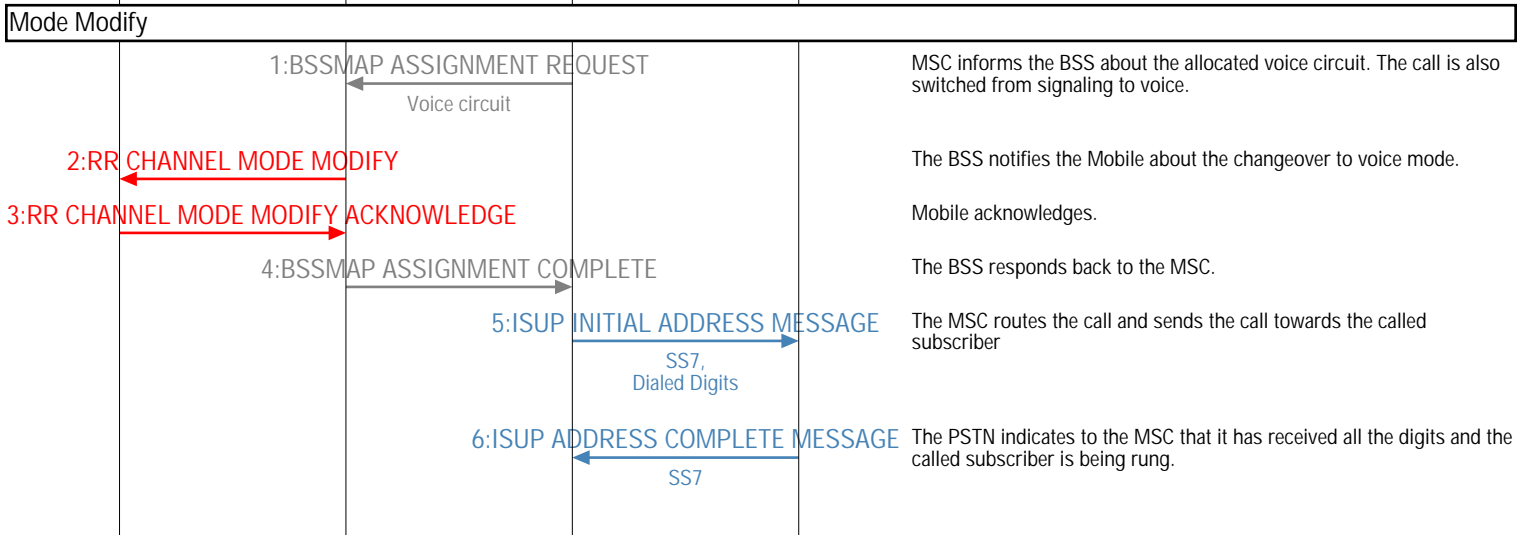 Mode Modify
1:BSSMAP ASSIGNMENT REQUEST
Voice circuit
MSC informs the BSS about the allocated voice circuit. The call is also
switched from signaling to voice.
2:RR CHANNEL MODE MODIFY
The BSS notifies the Mobile about the changeover to voice mode.
3:RR CHANNEL MODE MODIFY ACKNOWLEDGE
Mobile acknowledges.
4:BSSMAP ASSIGNMENT COMPLETE
The BSS responds back to the MSC.
5:ISUP INITIAL ADDRESS MESSAGE
SS7,
Dialed Digits
The MSC routes the call and sends the call towards the called
subscriber
6:ISUP ADDRESS COMPLETE MESSAGE
SS7
The PSTN indicates to the MSC that it has received all the digits and the
called subscriber is being rung.